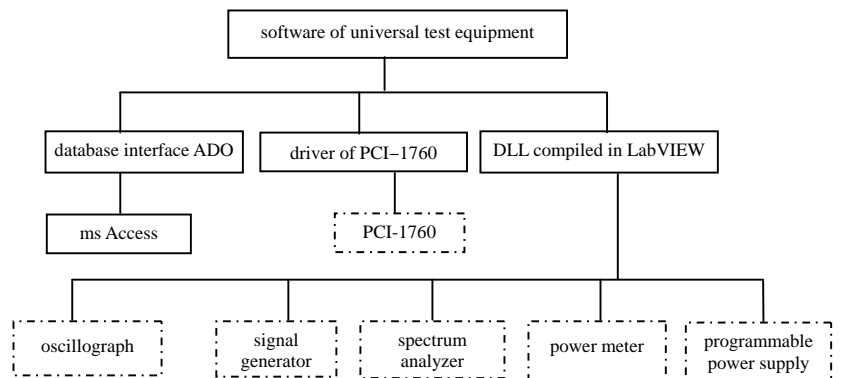 software of universal test equipment
database interface ADO
driver of PCI–1760
DLL compiled in LabVIEW
ms Access
PCI-1760
oscillograph
signal
generator
spectrum
analyzer
power meter
programmable
power supply